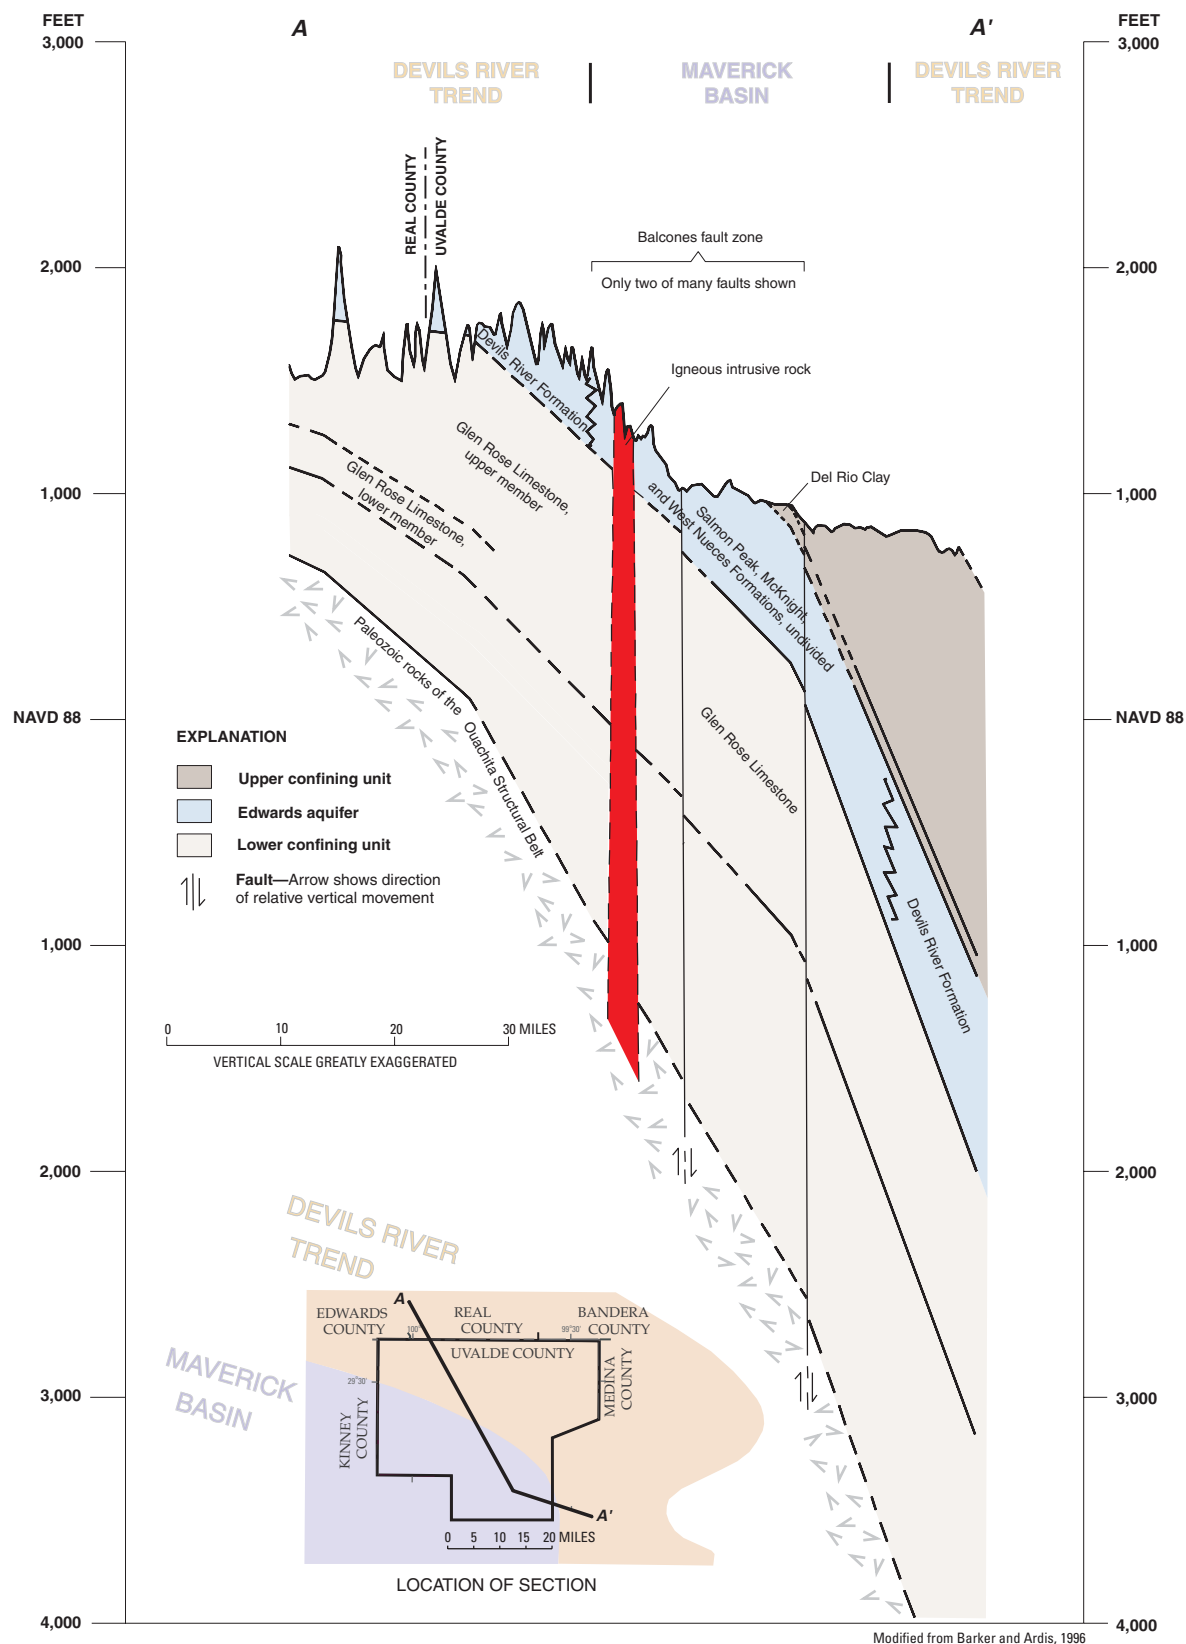 FEET
3,000
A
A'
FEET
3,000
DEVILS RIVER
TREND
MAVERICK
BASIN
DEVILS RIVER
TREND
REAL COUNTY
UVALDE COUNTY
Balcones fault zone
Only two of many faults shown
2,000
2,000
Devils River Formation
Igneous intrusive rock
Glen Rose Limestone,
upper member
Glen Rose Limestone,
lower member
Del Rio Clay
1,000
1,000
Salmon Peak, McKnight,
and West Nueces Formations, undivided
Paleozoic rocks of the Ouachita Structural Belt
Glen Rose Limestone
NAVD 88
NAVD 88
EXPLANATION
Upper confining unit
Edwards aquifer
Lower confining unit
Fault—Arrow shows direction
of relative vertical movement
Devils River Formation
1,000
1,000
0 10 20 30 MILES
VERTICAL SCALE GREATLY EXAGGERATED
2,000
2,000
DEVILS RIVER
TREND
MAVERICK
BASIN
A
EDWARDS
COUNTY
REAL
COUNTY
BANDERA
COUNTY
100°
99°30'
UVALDE COUNTY
29°30'
KINNEY
COUNTY
MEDINA
COUNTY
A'
0 5 10 15 20 MILES
LOCATION OF SECTION
3,000
3,000
4,000
4,000
Modified from Barker and Ardis, 1996